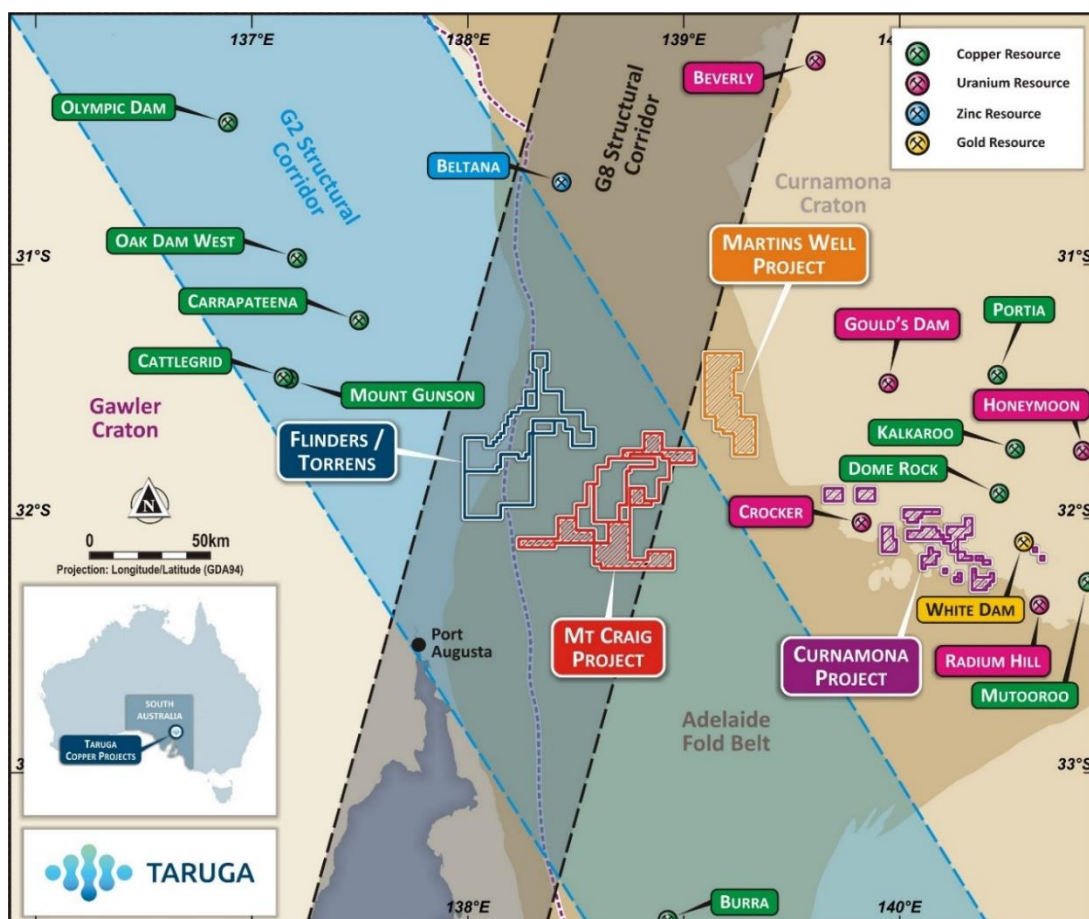 137°E
138°E
139°E
14
Copper Resource
Uranium Resource
Zinc Resource
Gold Resource
BEVERLY
OLYMPIC DAM
G2 Structural
Corridor
BELTANA
G8 Structural
Corridor
Curnamona
Craton
OAK DAM WEST
31°S
31°S
MARTINS WELL
PROJECT
CARRAPATEENA
GOULD'S DAM
PORTIA
CATTLEGRID
MOUNT GUNSON
HONEYMOON
Gawler
Craton
FLINDERS /
TORRENS
KALKAROO
DOME ROCK
N
32°S
32°S
CROCKER
0
50km
Projection: Longitude/Latitude (GDA94)
WHITE DAM
Port
Augusta
MT CRAIG
PROJECT
CURNAMONA
PROJECT
RADIUM HILL
MUTOOROO
SOUTH
AUSTRALIA
TARUGA
COPPER PROJECTS
Adelaide
Fold Belt
33°S
33°S
TARUGA
138°E
BURRA
140°E